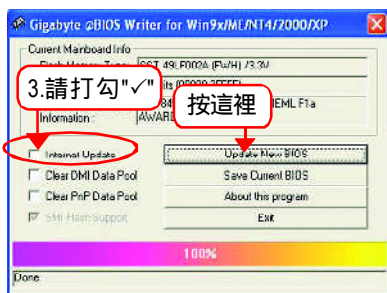 Gigabyte @BIOS Writer for Win9x/ME/NT4/2000/XP
Current Mainboard Info
Flash Memory Type: SST 49LF002A (FWH) /3.3V
3.請打勾"✓"
按這裡
Information :
Internet Update
Update New BIOS
Clear DMI Data Pool
Save Current BIOS
Clear PnP Data Pool
About this program
SMI Flash Support
Exit
100%
Done